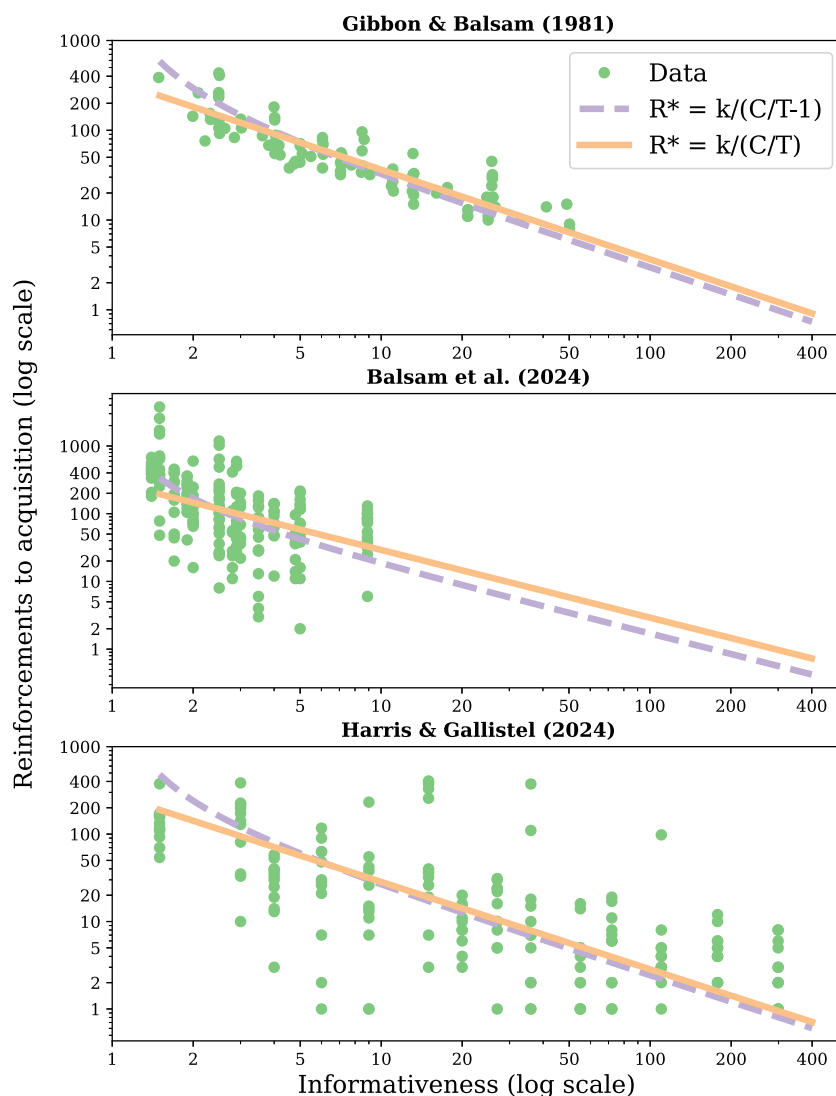 Gibbon & Balsam (1981)
1000
400
200
100
50
20
10
5
2
1
Data
R* = k/(C/T-1)
R* = k/(C/T)
1 2 5 10 20 50 100 200 400
Balsam et al. (2024)
1000
400
200
100
50
20
10
5
2
1
1 2 5 10 20 50 100 200 400
Harris & Gallistel (2024)
1000
400
200
100
50
20
10
5
2
1
1 2 5 10 20 50 100 200 400
Reinforcements to acquisition (log scale)
Informativeness (log scale)